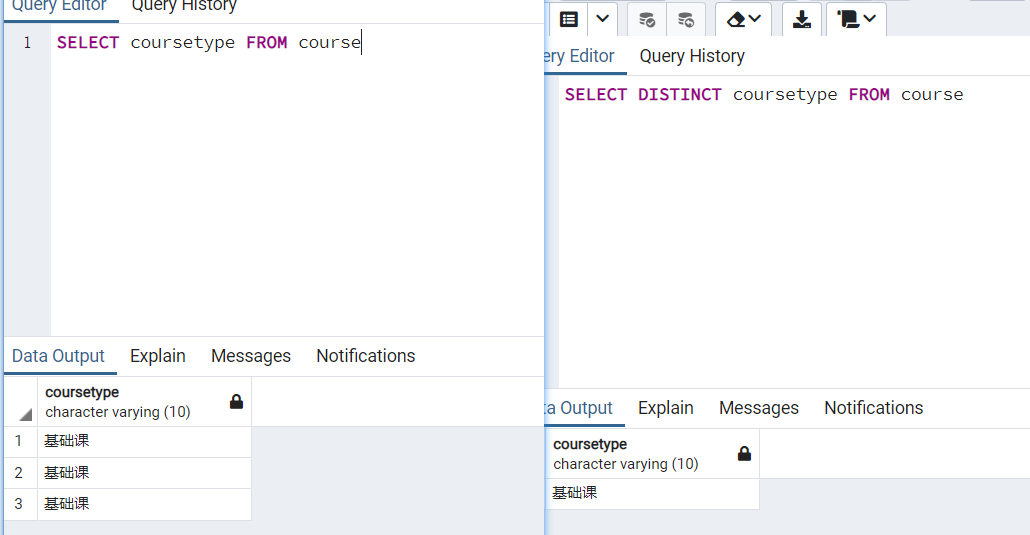 Query Editor Query History
1 SELECT coursetype FROM course
Data Output Explain Messages Notifications
coursetype
character varying (10)
1 基础课
2 基础课
3 基础课
ery Editor Query History
SELECT DISTINCT coursetype FROM course
ta Output Explain Messages Notifications
coursetype
character varying (10)
基础课